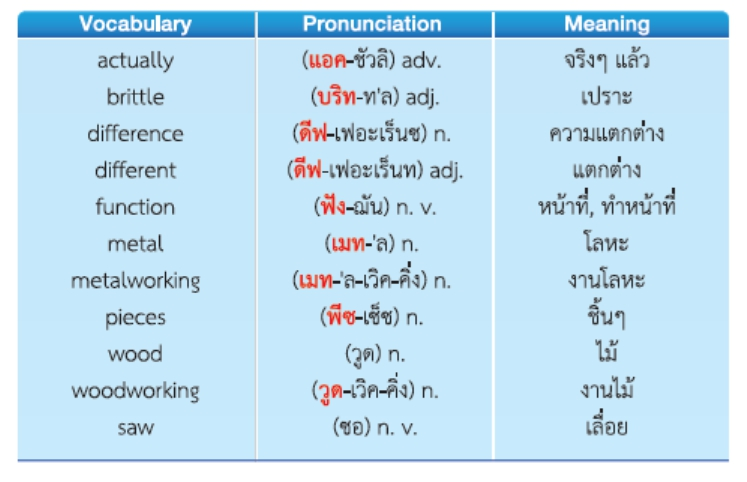 Vocabulary Pronunciation Meaning
actually (แอค-ชัวลิ) adv. จริงๆ แล้ว
brittle (บริท-ท'ล) adj. เปราะ
difference (ดีฟ-เฟอะเร็นซ) n. ความแตกต่าง
different (ดีฟ-เฟอะเร็นท) adj. แตกต่าง
function (ฟัง-ฌัน) n. v. หน้าที่, ทำหน้าที่
metal (เมท-'ล) n. โลหะ
metalworking (เมท-'ล-เวิค-คิ่ง) n. งานโลหะ
pieces (พีซ-เซ็ซ) n. ชิ้นๆ
wood (วูด) n. ไม้
woodworking (วูด-เวิค-คิ่ง) n. งานไม้
saw (ซอ) n. v. เลื่อย